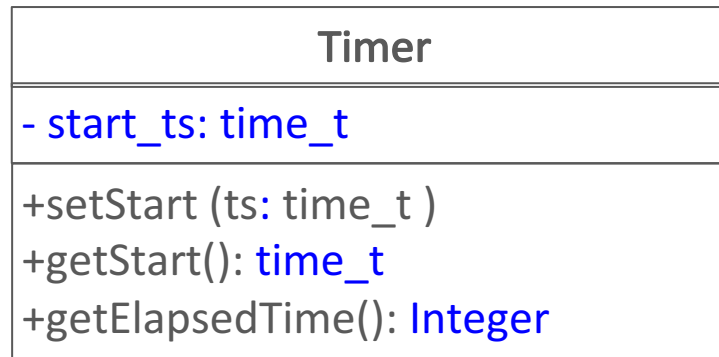 Timer
- start_ts: time_t
+setStart (ts: time_t )
+getStart(): time_t
+getElapsedTime(): Integer